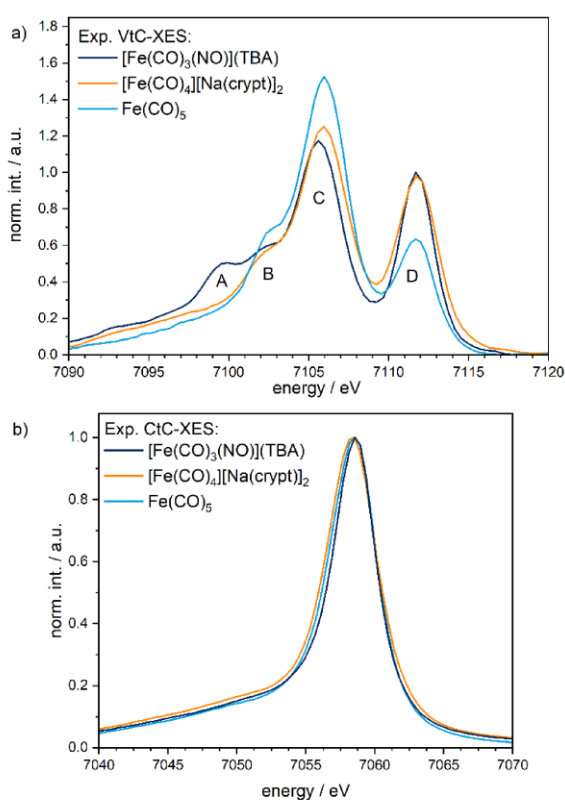 a)
Exp. VtC-XES:
[Fe(CO)₃(NO)](TBA)
[Fe(CO)₄][Na(crypt)]₂
Fe(CO)₅
norm. int. / a.u.
1.8
1.6
1.4
1.2
1.0
0.8
0.6
0.4
0.2
0.0
A
B
C
D
7090 7095 7100 7105 7110 7115 7120
energy / eV
b)
Exp. CtC-XES:
[Fe(CO)₃(NO)](TBA)
[Fe(CO)₄][Na(crypt)]₂
Fe(CO)₅
norm. int. / a.u.
1.0
0.8
0.6
0.4
0.2
0.0
7040 7045 7050 7055 7060 7065 7070
energy / eV